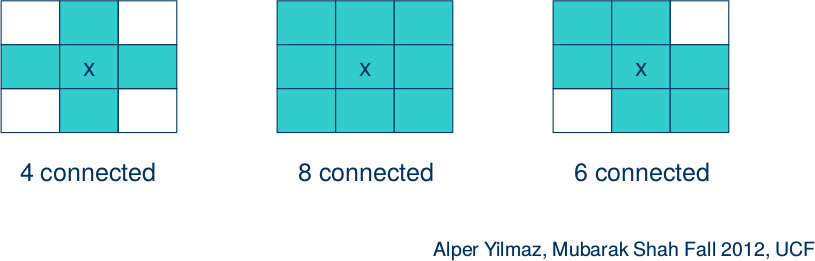 x x x
4 connected 8 connected 6 connected
Alper Yilmaz, Mubarak Shah Fall 2012, UCF